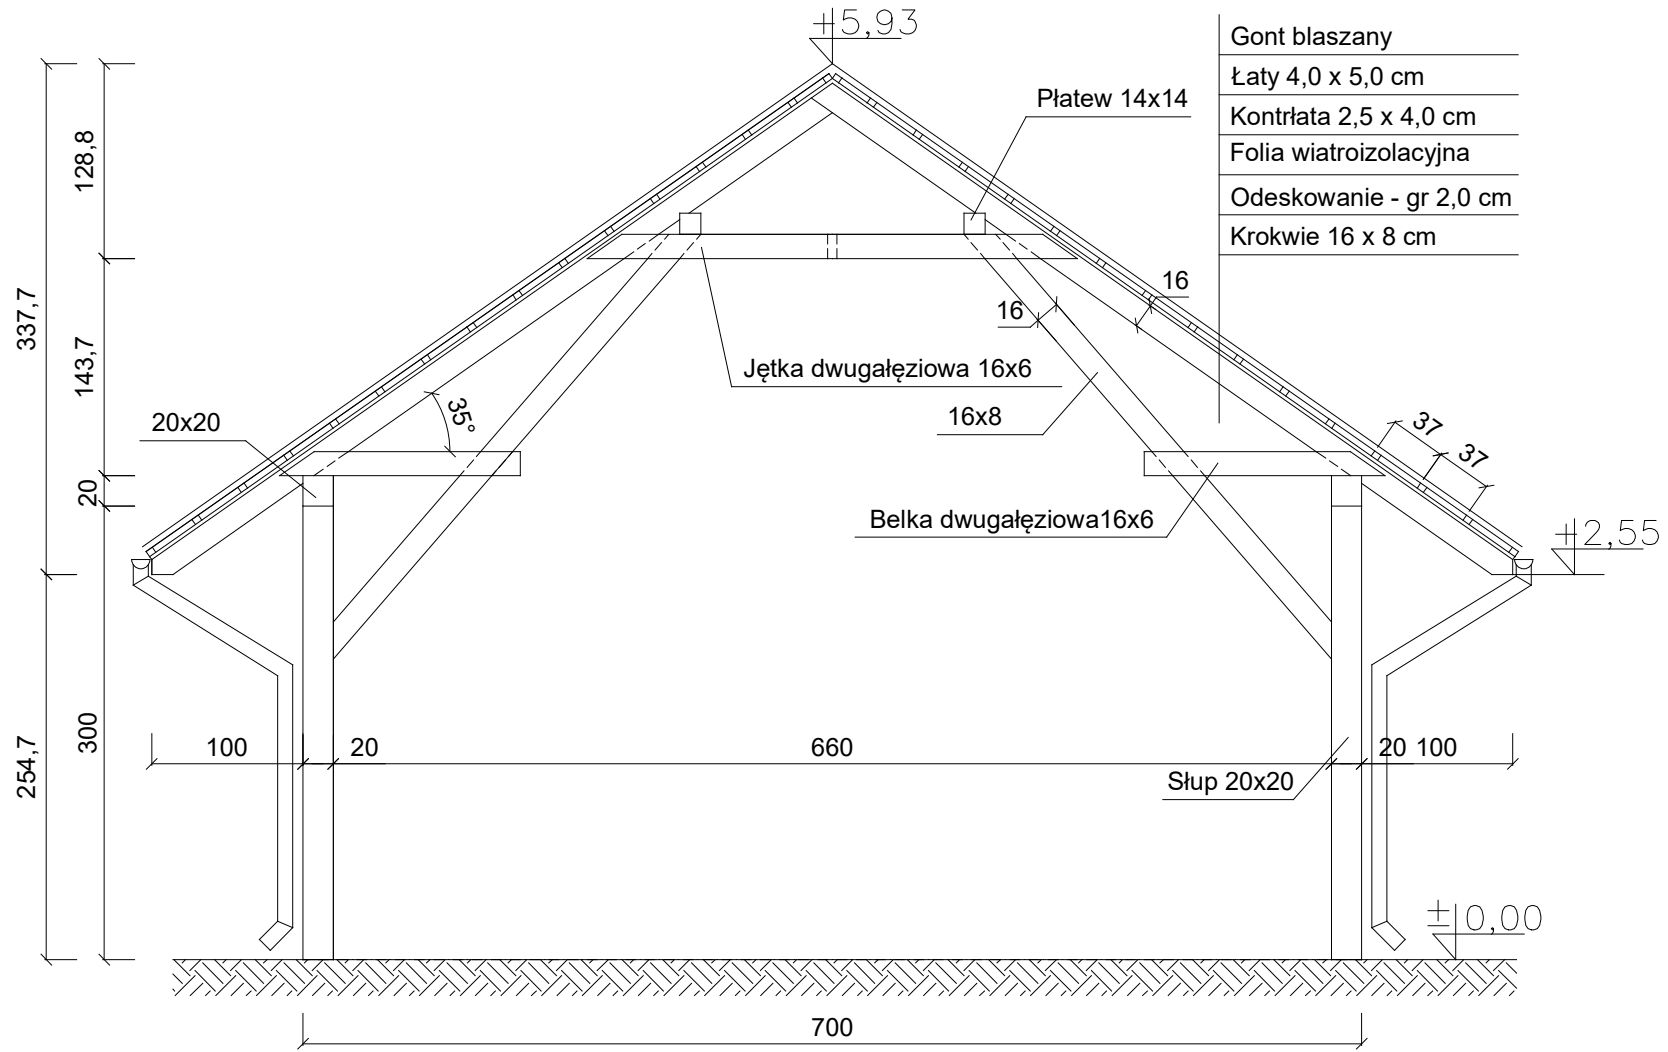 +5,93
Gont blaszany
Łaty 4,0 x 5,0 cm
Kontrłata 2,5 x 4,0 cm
Folia wiatroizolacyjna
Odeskowanie - gr 2,0 cm
Krokwie 16 x 8 cm
Płatew 14x14
128,8
337,7
143,7
16
16
Jętka dwugałęziowa 16x6
16x8
20x20
35°
37
37
20
Belka dwugałęziowa16x6
+2,55
300
254,7
100
20
660
20
100
Słup 20x20
±0,00
700